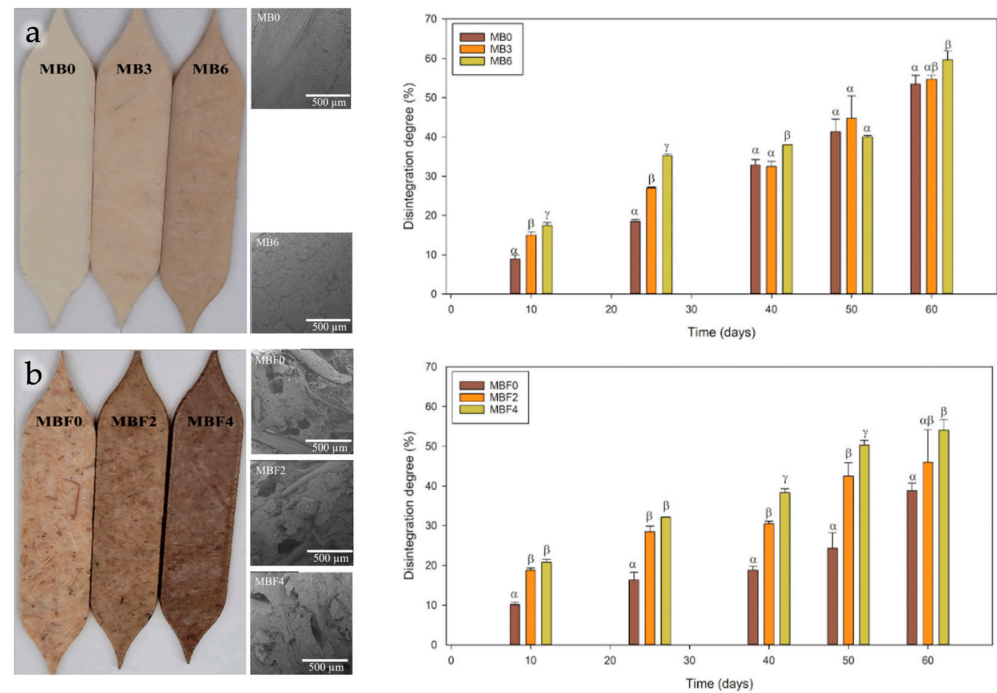 a
MB0 MB3 MB6
MB0
500 µm
MB6
500 µm
MB0
MB3
MB6
Disintegration degree (%)
70
60
50
40
30
20
10
0
α β γ
α β γ
α α β
α α α
α αβ β
0 10 20 30 40 50 60
Time (days)
b
MBF0 MBF2 MBF4
MBF0
500 µm
MBF2
500 µm
MBF4
500 µm
MBF0
MBF2
MBF4
Disintegration degree (%)
70
60
50
40
30
20
10
0
α β β
α β β
α β γ
α β γ
α αβ β
0 10 20 30 40 50 60
Time (days)